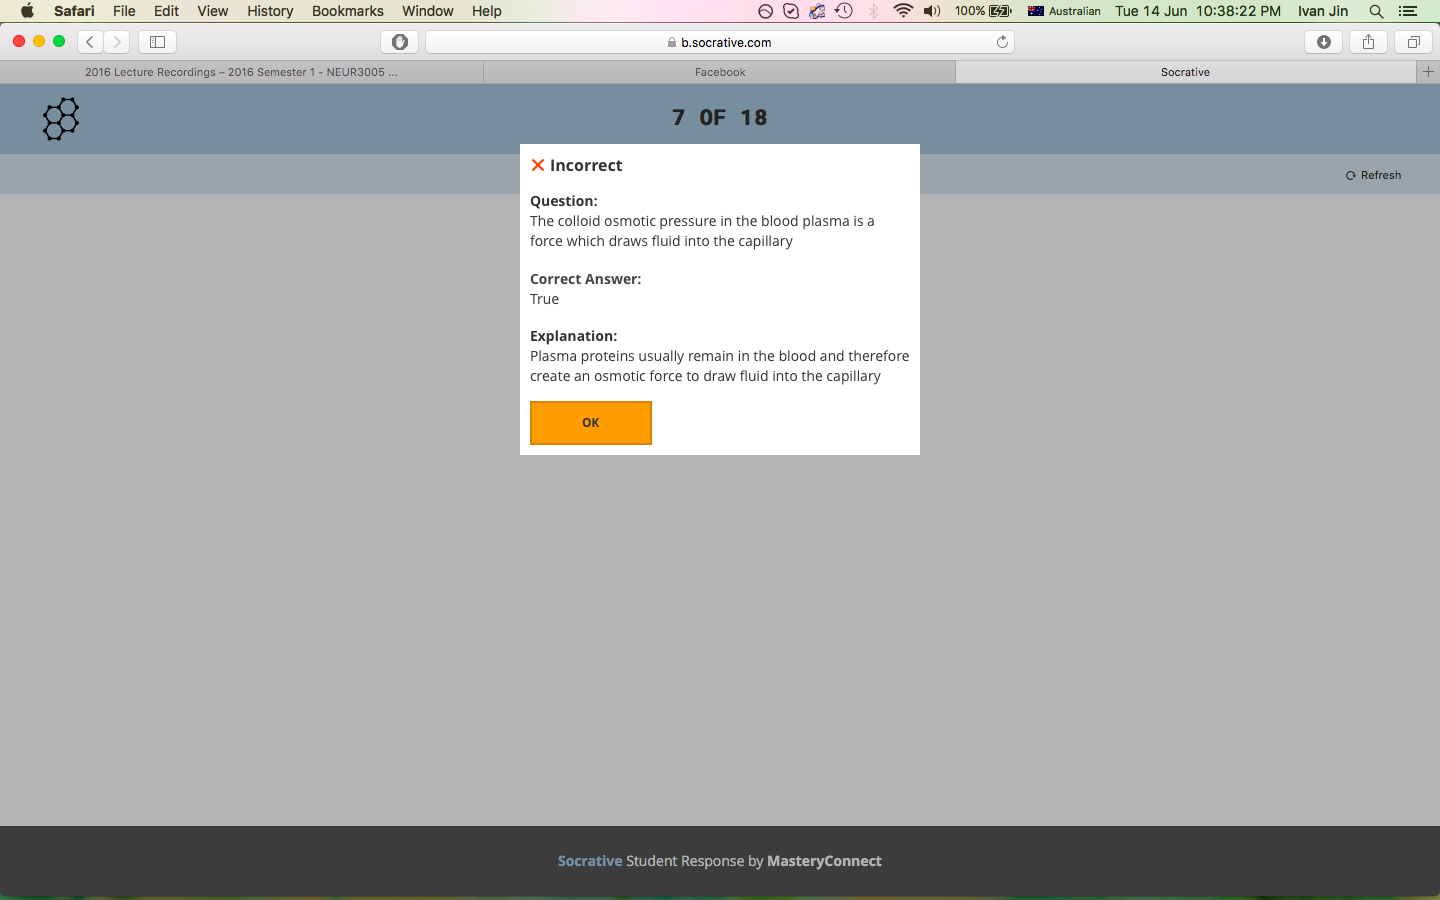 Safari File Edit View History Bookmarks Window Help 100% Australian Tue 14 Jun 10:38:22 PM Ivan Jin
b.socrative.com
2016 Lecture Recordings – 2016 Semester 1 - NEUR3005 ... Facebook Socrative
7 OF 18
Refresh
Incorrect
Question:
The colloid osmotic pressure in the blood plasma is a
force which draws fluid into the capillary
Correct Answer:
True
Explanation:
Plasma proteins usually remain in the blood and therefore
create an osmotic force to draw fluid into the capillary
OK
Socrative Student Response by MasteryConnect